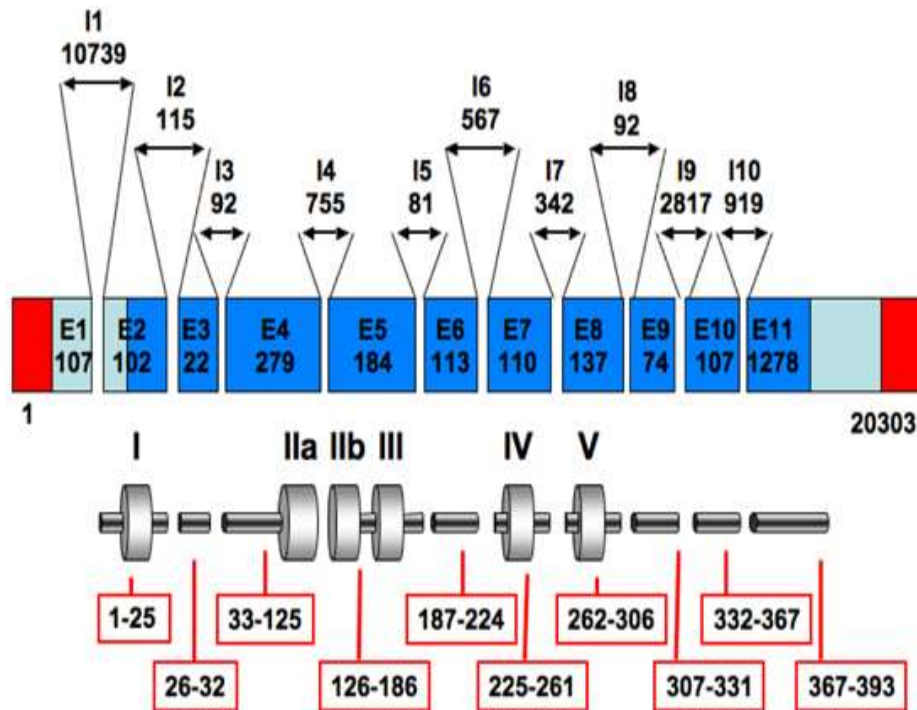 I1
10739
I2
115
I3
92
I4
755
I5
81
I6
567
I7
342
I8
92
I9
2817
I10
919
E1
107
E2
102
E3
22
E4
279
E5
184
E6
113
E7
110
E8
137
E9
74
E10
107
E11
1278
1
20303
I
IIa
IIb
III
IV
V
1-25
33-125
187-224
262-306
332-367
26-32
126-186
225-261
307-331
367-393